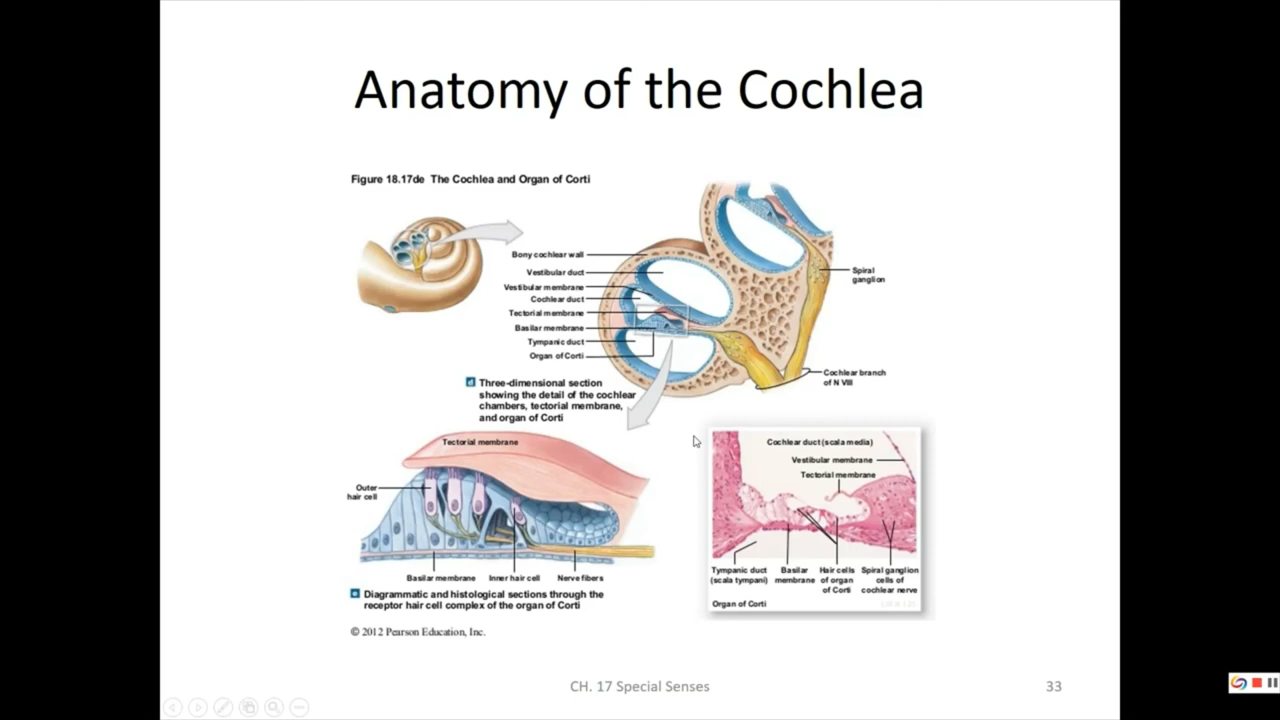 Anatomy of the Cochlea
Figure 18.17de The Cochlea and Organ of Corti
Bony cochlear wall
Vestibular duct
Vestibular membrane
Cochlear duct
Tectorial membrane
Basilar membrane
Tympanic duct
Organ of Corti
Spiral
ganglion
Cochlear branch
of N VIII
d Three-dimensional section
showing the detail of the cochlear
chambers, tectorial membrane,
and organ of Corti
Tectorial membrane
Outer
hair cell
Basilar membrane
Inner hair cell
Nerve fibers
e Diagrammatic and histological sections through the
receptor hair cell complex of the organ of Corti
Cochlear duct (scala media)
Vestibular membrane
Tectorial membrane
Tympanic duct
(scala tympani)
Basilar
membrane
Hair cells
of organ
of Corti
Spiral ganglion
cells of
cochlear nerve
Organ of Corti
© 2012 Pearson Education, Inc.
CH. 17 Special Senses
33